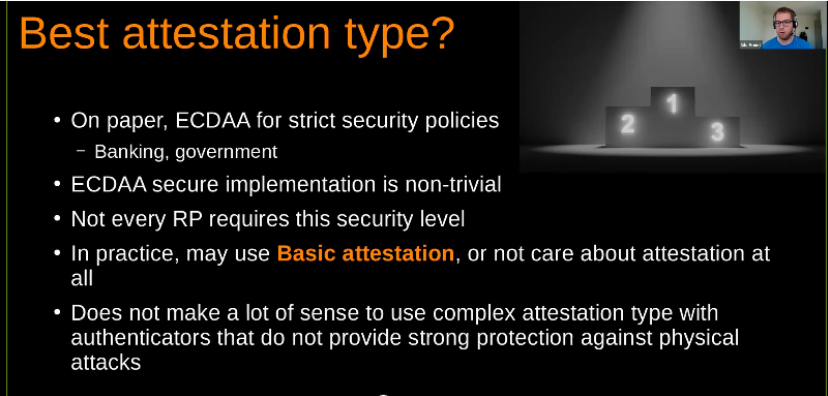 Best attestation type?
2
1
3
• On paper, ECDAA for strict security policies
– Banking, government
• ECDAA secure implementation is non-trivial
• Not every RP requires this security level
• In practice, may use Basic attestation, or not care about attestation at
all
• Does not make a lot of sense to use complex attestation type with
authenticators that do not provide strong protection against physical
attacks